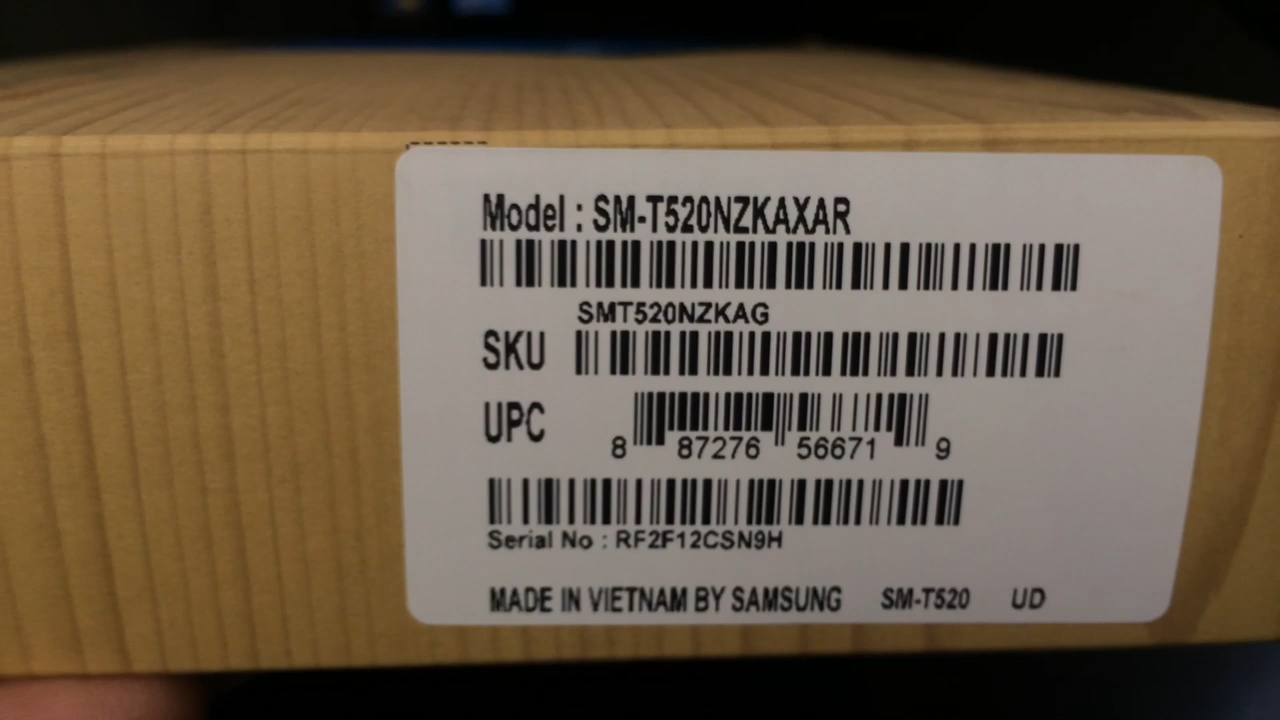 Model : SM-T520NZKAXAR
SMT520NZKAG
SKU
UPC
8 87276 56671 9
Serial No : RF2F12CSN9H
MADE IN VIETNAM BY SAMSUNG SM-T520 UD